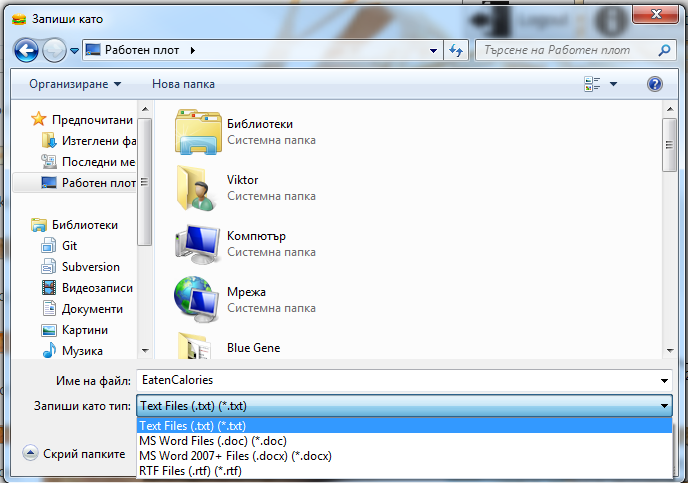 Запиши като
Logout
Работен плот
Търсене на Работен плот
Организиране
Нова папка
Предпочитани
Изтеглени фа
Последни ме
Работен плот
Библиотеки
Git
Subversion
Видеозаписи
Документи
Картини
Музика
Библиотеки
Системна папка
Viktor
Системна папка
Компютър
Системна папка
Мрежа
Системна папка
Blue Gene
Име на файл:
EatenCalories
Запиши като тип:
Text Files (.txt) (*.txt)
Text Files (.txt) (*.txt)
MS Word Files (.doc) (*.doc)
MS Word 2007+ Files (.docx) (*.docx)
RTF Files (.rtf) (*.rtf)
Скрий папките